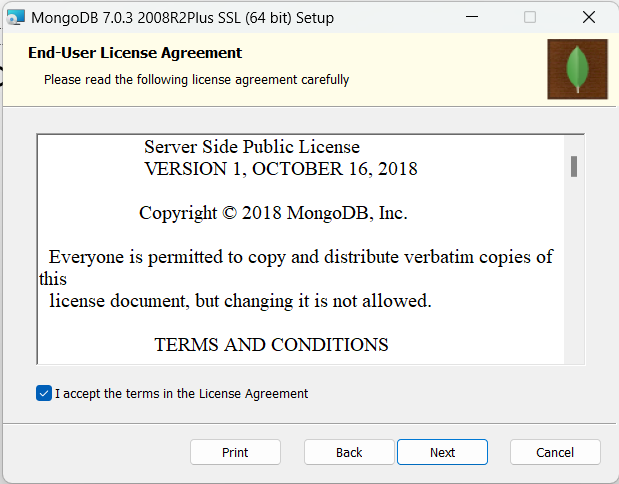 MongoDB 7.0.3 2008R2Plus SSL (64 bit) Setup
End-User License Agreement
Please read the following license agreement carefully
Server Side Public License
VERSION 1, OCTOBER 16, 2018
Copyright © 2018 MongoDB, Inc.
Everyone is permitted to copy and distribute verbatim copies of
this
license document, but changing it is not allowed.
TERMS AND CONDITIONS
I accept the terms in the License Agreement
Print Back Next Cancel